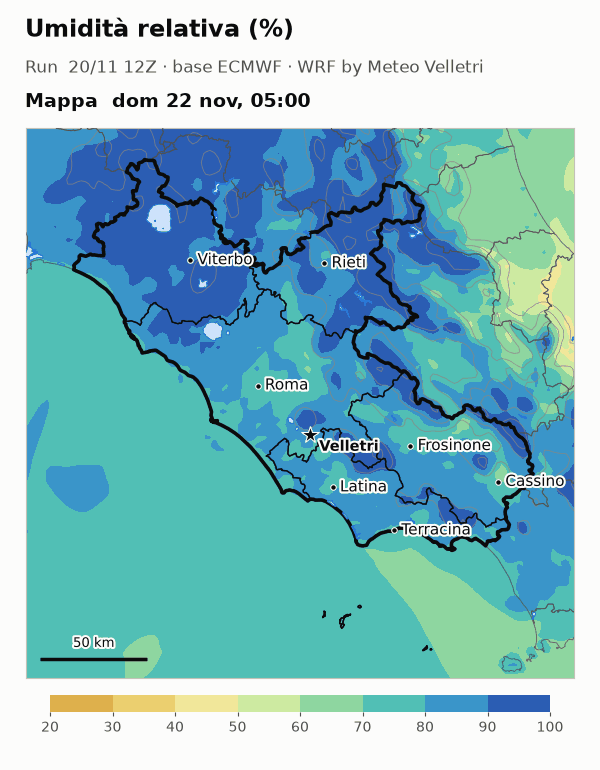 Umidità relativa (%)
Run 20/11 12Z · base ECMWF · WRF by Meteo Velletri
Mappa dom 22 nov, 05:00
Viterbo
Rieti
Roma
Velletri
Frosinone
Cassino
Latina
Terracina
50 km
20 30 40 50 60 70 80 90 100